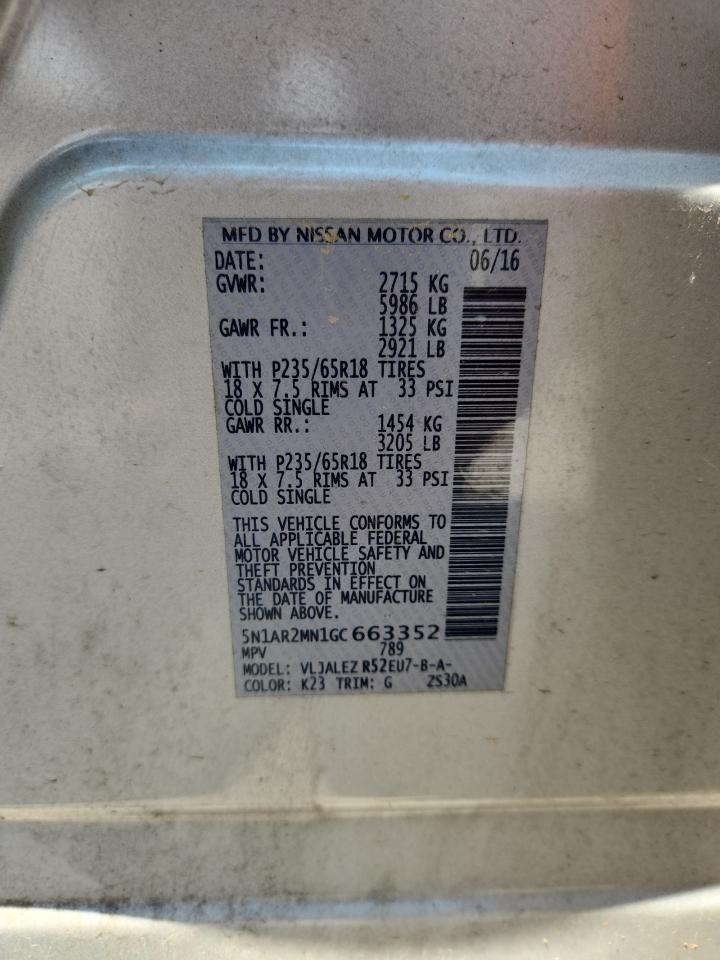 MFD BY NISSAN MOTOR CO., LTD.
DATE: 06/16
GVWR: 2715 KG
5986 LB
GAWR FR.: 1325 KG
2921 LB
WITH P235/65R18 TIRES
18 X 7.5 RIMS AT 33 PSI
COLD SINGLE
GAWR RR.: 1454 KG
3205 LB
WITH P235/65R18 TIRES
18 X 7.5 RIMS AT 33 PSI
COLD SINGLE
THIS VEHICLE CONFORMS TO
ALL APPLICABLE FEDERAL
MOTOR VEHICLE SAFETY AND
THEFT PREVENTION
STANDARDS IN EFFECT ON
THE DATE OF MANUFACTURE
SHOWN ABOVE.
5N1AR2MN1GC663352
MPV 789
MODEL: VLJALEZ R52EU7-B-A-
COLOR: K23 TRIM: G ZS30A